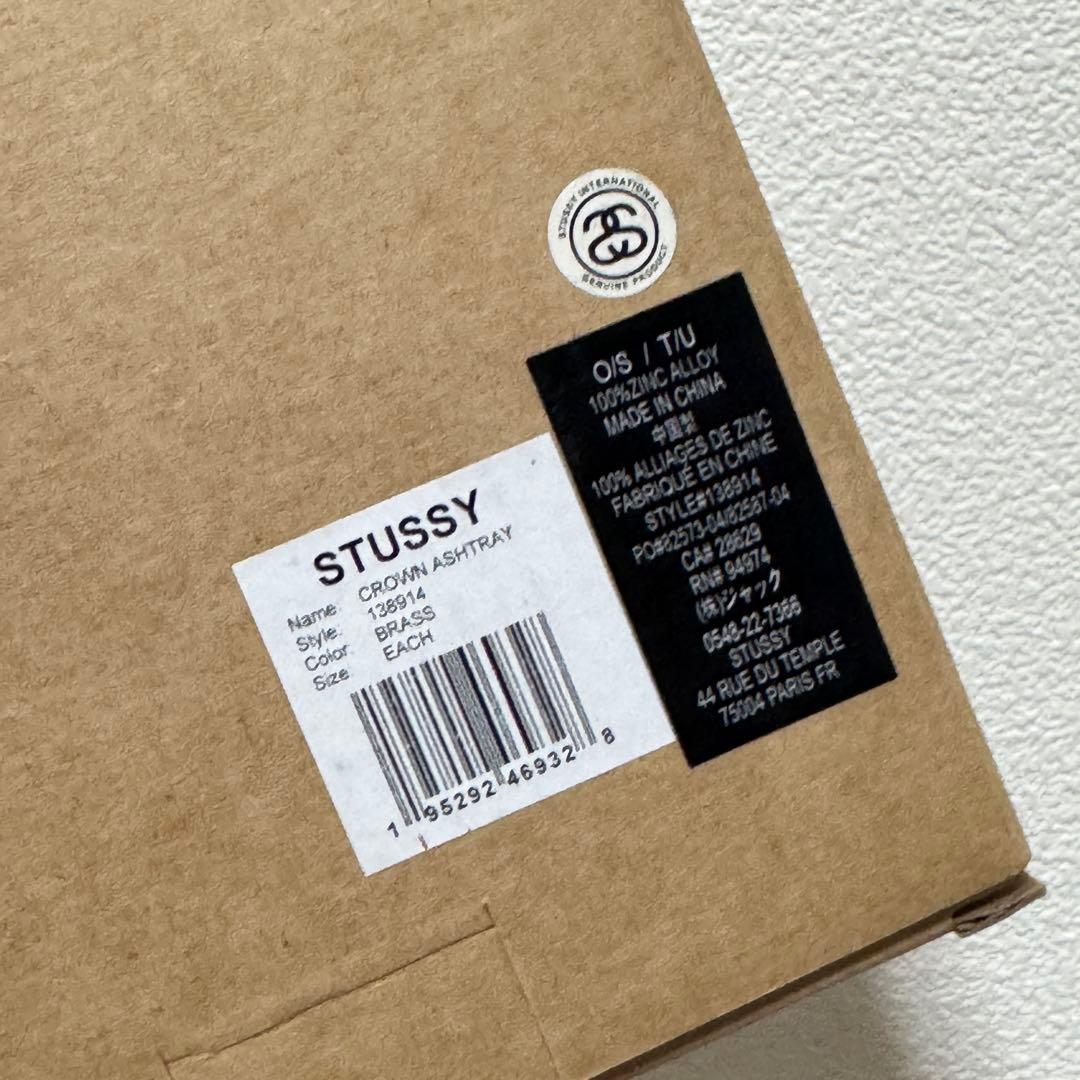 STUSSY INTERNATIONAL
GENUINE PRODUCT
O/S / T/U
100%ZINC ALLOY
MADE IN CHINA
中国製
100% ALLIAGES DE ZINC
FABRIQUÉ EN CHINE
STYLE#138914
PO#82573-04/82587-04
CA# 28629
RN# 94974
(株)ジャック
0548-22-7366
STUSSY
44 RUE DU TEMPLE
75004 PARIS FR
STUSSY
Name: CROWN ASHTRAY
Style: 138914
Color: BRASS
Size: EACH
1 95292 46932 8